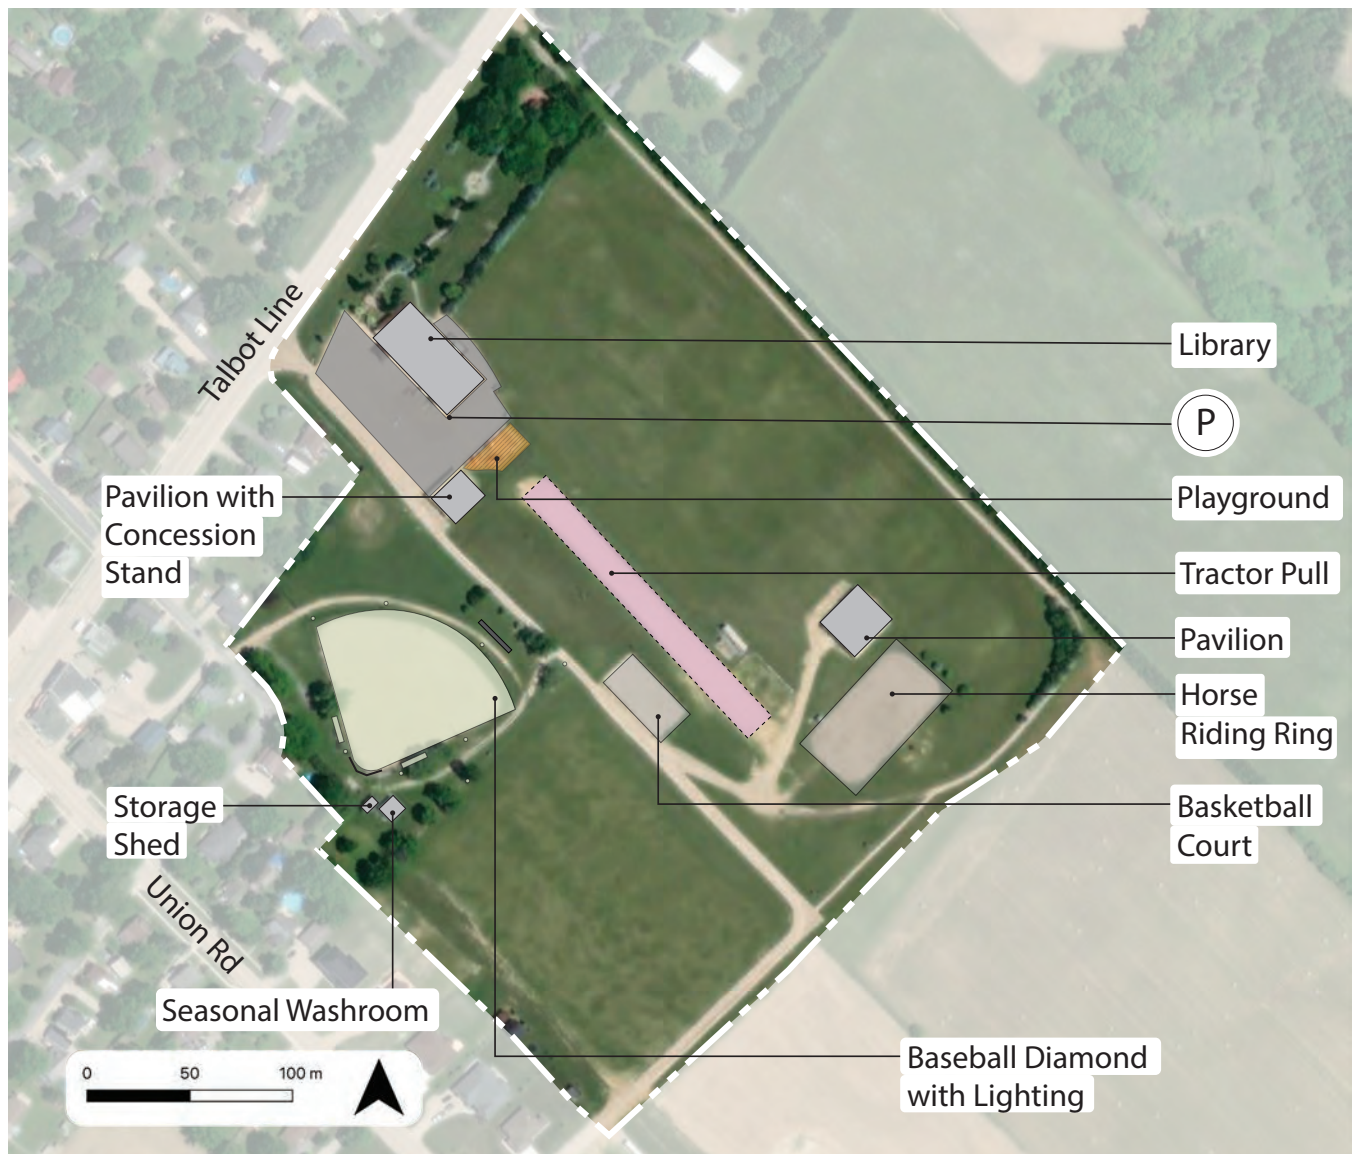 Talbot Line
Library
P
Pavilion with
Concession
Stand
Playground
Tractor Pull
Pavilion
Horse
Riding Ring
Storage
Shed
Basketball
Court
Union Rd
Seasonal Washroom
Baseball Diamond
with Lighting
0 50 100 m